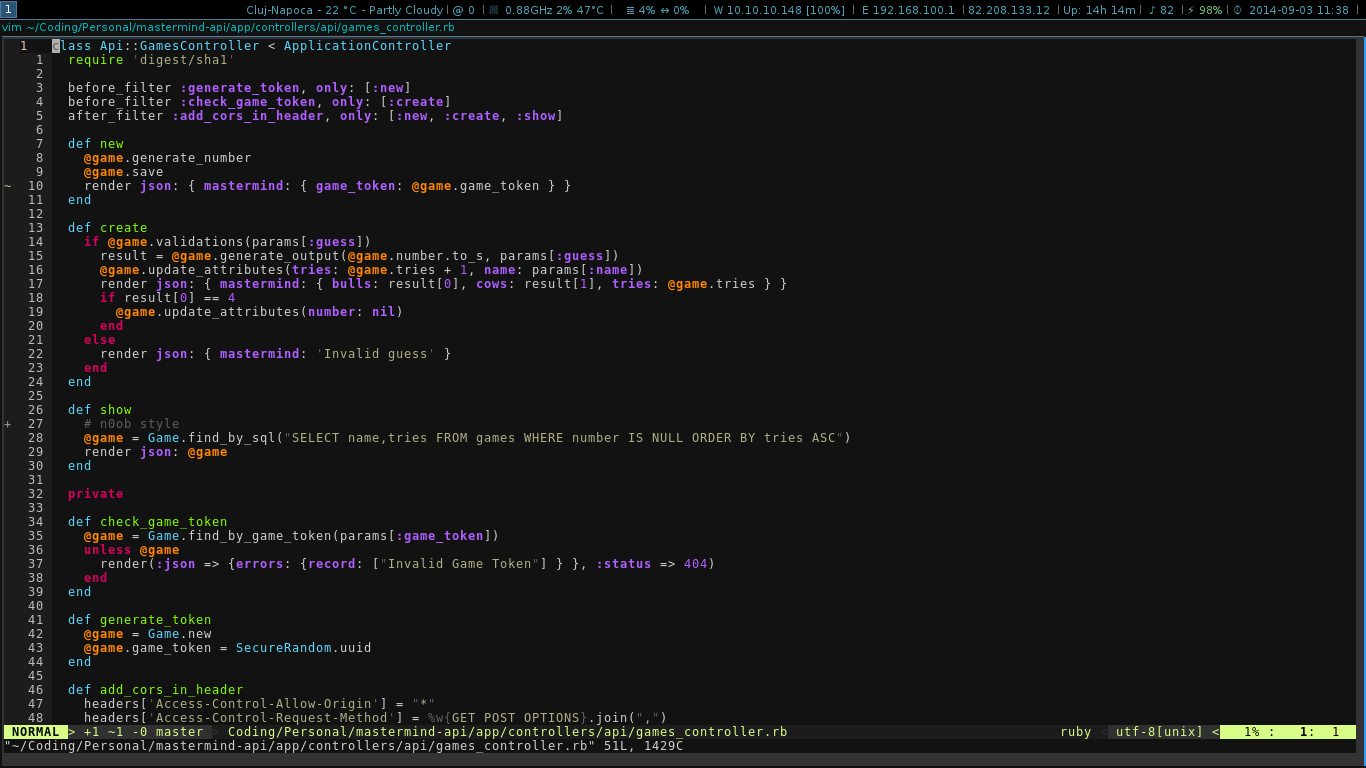 1 Cluj-Napoca - 22 °C - Partly Cloudy | @ 0 | 0.88GHz 2% 47°C | 4% ↔ 0% | W 10.10.10.148 [100%] | E 192.168.100.1 | 82.208.133.12 | Up: 14h 14m | ♪ 82 | ⚡ 98% | 2014-09-03 11:38 |
vim ~/Coding/Personal/mastermind-api/app/controllers/api/games_controller.rb
1 class Api::GamesController < ApplicationController
1 require 'digest/sha1'
2
3 before_filter :generate_token, only: [:new]
4 before_filter :check_game_token, only: [:create]
5 after_filter :add_cors_in_header, only: [:new, :create, :show]
6
7 def new
8 @game.generate_number
9 @game.save
~ 10 render json: { mastermind: { game_token: @game.game_token } }
11 end
12
13 def create
14 if @game.validations(params[:guess])
15 result = @game.generate_output(@game.number.to_s, params[:guess])
16 @game.update_attributes(tries: @game.tries + 1, name: params[:name])
17 render json: { mastermind: { bulls: result[0], cows: result[1], tries: @game.tries } }
18 if result[0] == 4
19 @game.update_attributes(number: nil)
20 end
21 else
22 render json: { mastermind: 'Invalid guess' }
23 end
24 end
25
26 def show
+ 27 # n0ob style
28 @game = Game.find_by_sql("SELECT name,tries FROM games WHERE number IS NULL ORDER BY tries ASC")
29 render json: @game
30 end
31
32 private
33
34 def check_game_token
35 @game = Game.find_by_game_token(params[:game_token])
36 unless @game
37 render(:json => {errors: {record: ["Invalid Game Token"] } }, :status => 404)
38 end
39 end
40
41 def generate_token
42 @game = Game.new
43 @game.game_token = SecureRandom.uuid
44 end
45
46 def add_cors_in_header
47 headers['Access-Control-Allow-Origin'] = "*"
48 headers['Access-Control-Request-Method'] = %w{GET POST OPTIONS}.join(",")
NORMAL > +1 ~1 -0 master > Coding/Personal/mastermind-api/app/controllers/api/games_controller.rb ruby < utf-8[unix] < 1% : 1: 1
"~/Coding/Personal/mastermind-api/app/controllers/api/games_controller.rb" 51L, 1429C